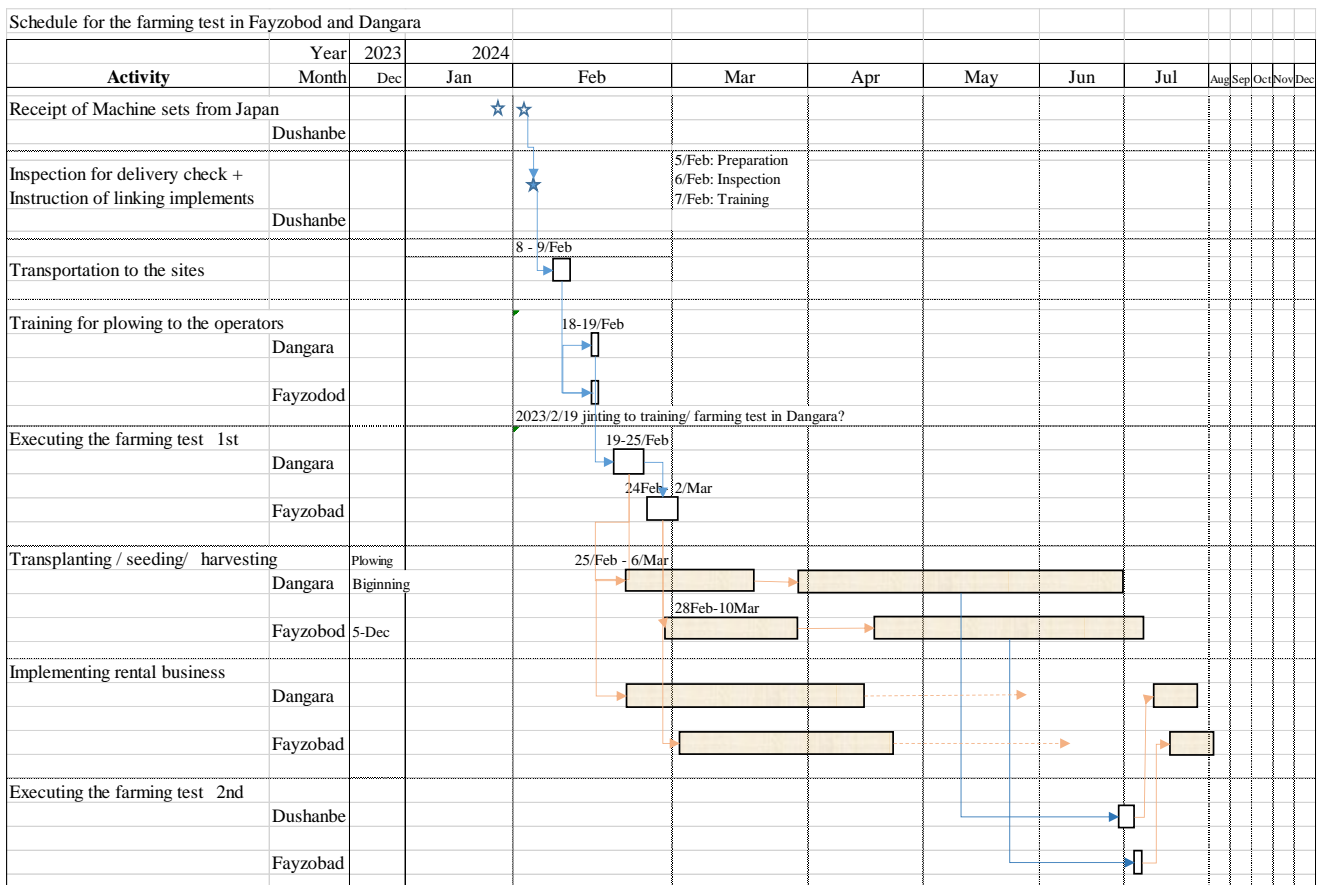 Schedule for the farming test in Fayzobod and Dangara
Year 2023 2024
Activity Month Dec Jan Feb Mar Apr May Jun Jul Aug Sep Oct Nov Dec
Receipt of Machine sets from Japan
Dushanbe
5/Feb: Preparation
Inspection for delivery check +
6/Feb: Inspection
Instruction of linking implements
7/Feb: Training
Dushanbe
8 - 9/Feb
Transportation to the sites
Training for plowing to the operators
18-19/Feb
Dangara
Fayzodod
2023/2/19 jinting to training/ farming test in Dangara?
Executing the farming test 1st
19-25/Feb
Dangara
24Feb - 2/Mar
Fayzobad
Transplanting / seeding/ harvesting Plowing
25/Feb - 6/Mar
Dangara Biginning
28Feb-10Mar
Fayzobod 5-Dec
Implementing rental business
Dangara
Fayzobad
Executing the farming test 2nd
Dushanbe
Fayzobad